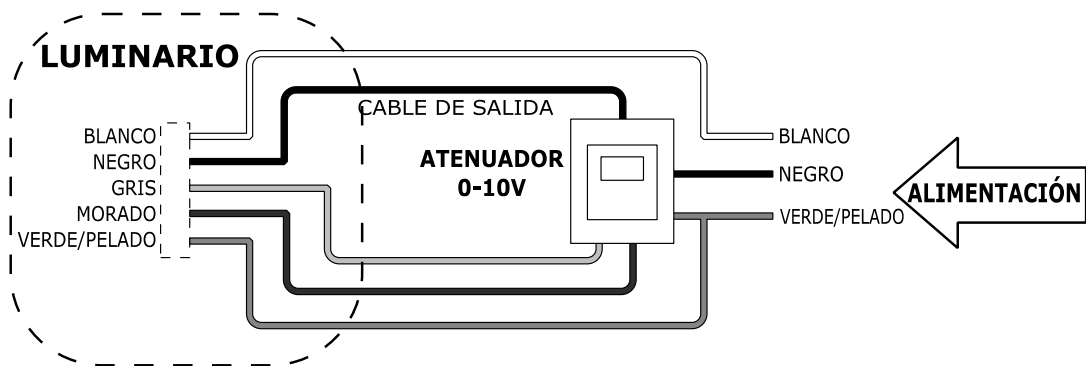 LUMINARIO
CABLE DE SALIDA
BLANCO
NEGRO
GRIS
MORADO
VERDE/PELADO
ATENUADOR
0-10V
BLANCO
NEGRO
VERDE/PELADO
ALIMENTACIÓN